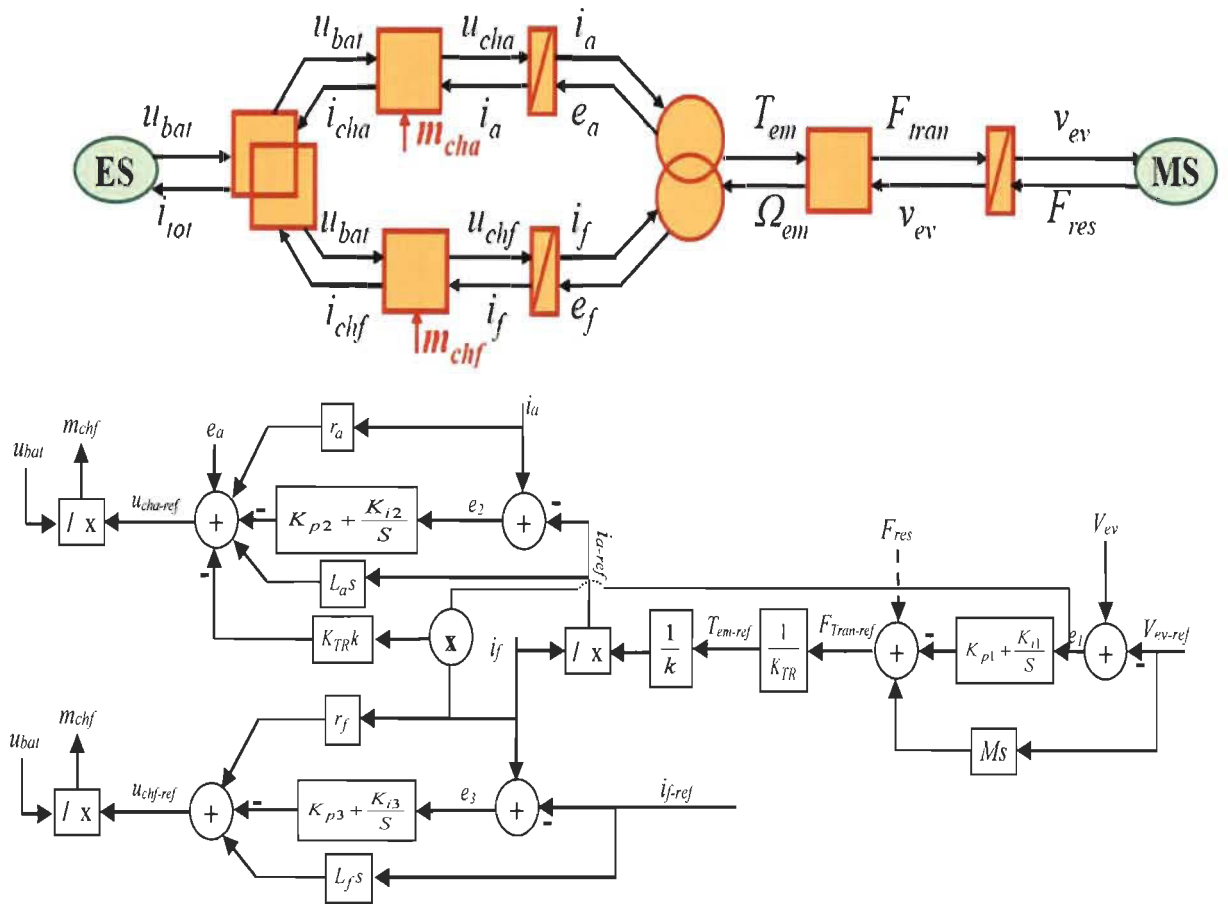 u_bat u_cha i_a
i_cha m_cha i_a e_a
u_bat T_em F_tran v_ev
ES MS
i_tot Ω_em v_ev F_res
u_bat u_chf i_f
i_chf m_chf i_f e_f
i_a
m_chf e_a r_a
u_bat
u_cha-ref
/ x + - K_p2 + K_i2/S e_2 + -
i_a-ref
F_res V_ev
- L_a s
K_TR k x i_f / x 1/k T_em-ref 1/K_TR F_Tran-ref + - K_p1 + K_i1/S e_1 + - V_ev-ref
m_chf r_f
u_bat Ms
u_chf-ref
/ x + - K_p3 + K_i3/S e_3 + - i_f-ref
L_f s